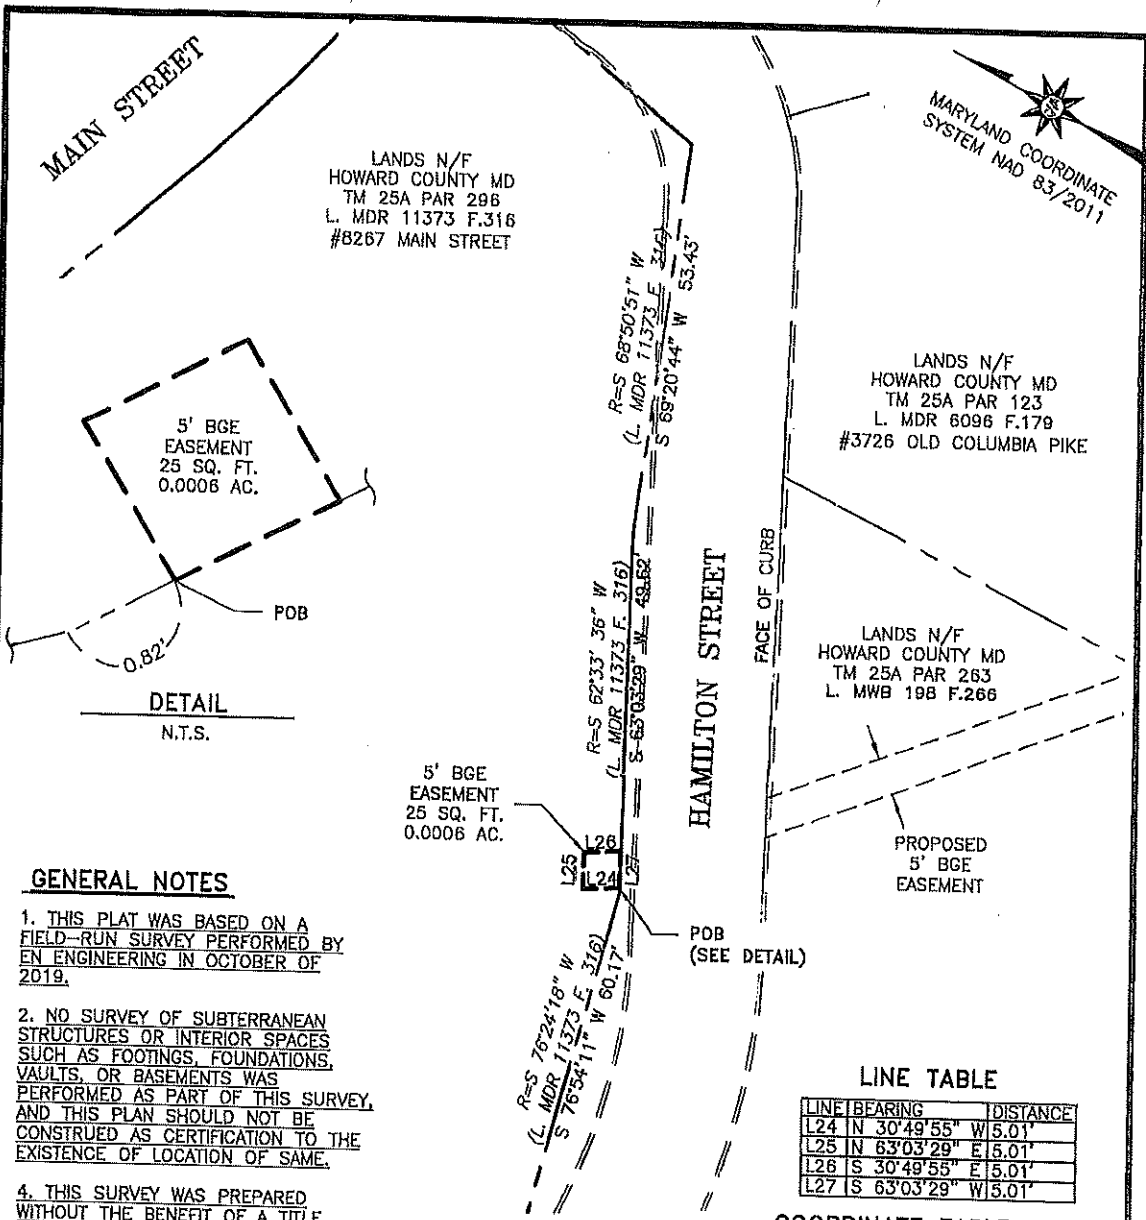 MAIN STREET
LANDS N/F
HOWARD COUNTY MD
TM 25A PAR 296
L. MDR 11373 F.316
#8267 MAIN STREET
MARYLAND COORDINATE
SYSTEM NAD 83/2011
R=S 68°50'51" W
(L. MDR 11373 F. 316)
S 69°20'44" W 53.43'
LANDS N/F
HOWARD COUNTY MD
TM 25A PAR 123
L. MDR 6096 F.179
#3726 OLD COLUMBIA PIKE
5' BGE
EASEMENT
25 SQ. FT.
0.0006 AC.
POB
0.82'
DETAIL
N.T.S.
R=S 62°33' 36" W
(L. MDR 11373 F. 316)
S 63°03'29" W 49.62'
HAMILTON STREET
FACE OF CURB
LANDS N/F
HOWARD COUNTY MD
TM 25A PAR 263
L. MWB 198 F.266
5' BGE
EASEMENT
25 SQ. FT.
0.0006 AC.
L26
L25
L24
L27
PROPOSED
5' BGE
EASEMENT
POB
(SEE DETAIL)
R=S 76°24'18" W
(L. MDR 11373 F. 316)
S 76°54'11" W 60.17'
GENERAL NOTES
1. THIS PLAT WAS BASED ON A
FIELD-RUN SURVEY PERFORMED BY
EN ENGINEERING IN OCTOBER OF
2019.
2. NO SURVEY OF SUBTERRANEAN
STRUCTURES OR INTERIOR SPACES
SUCH AS FOOTINGS, FOUNDATIONS,
VAULTS, OR BASEMENTS WAS
PERFORMED AS PART OF THIS SURVEY,
AND THIS PLAN SHOULD NOT BE
CONSTRUED AS CERTIFICATION TO THE
EXISTENCE OF LOCATION OF SAME.
4. THIS SURVEY WAS PREPARED
WITHOUT THE BENEFIT OF A TITLE
LINE TABLE
LINE BEARING DISTANCE
L24 N 30°49'55" W 5.01'
L25 N 63°03'29" E 5.01'
L26 S 30°49'55" E 5.01'
L27 S 63°03'29" W 5.01'